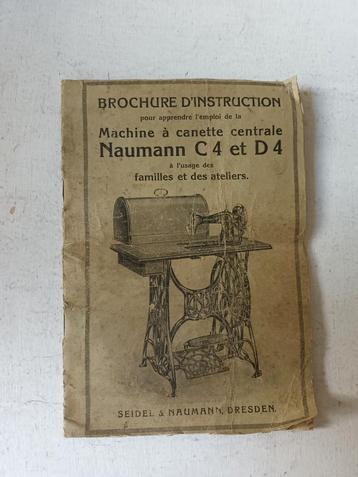 BROCHURE D'INSTRUCTION
pour apprendre l'emploi de la
Machine à canette centrale
Naumann C 4 et D 4
à l'usage des
familles et des ateliers.
SEIDEL & NAUMANN, DRESDEN.